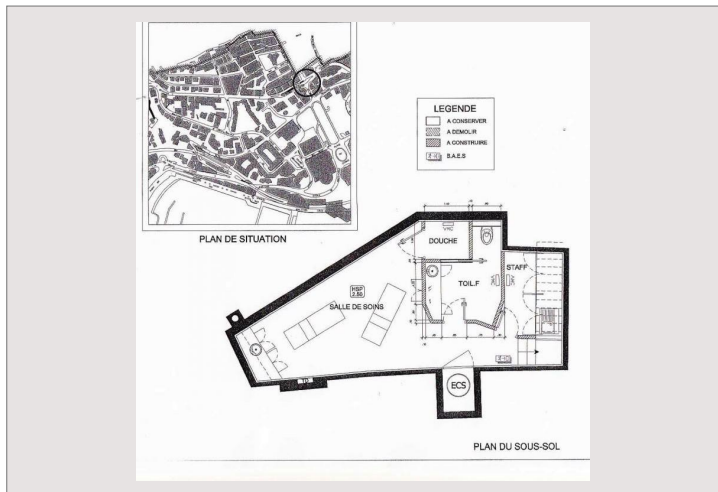 PLAN DE SITUATION
LEGENDE
A CONSERVER
A DEMOLIR
A CONSTRUIRE
B.A.E.S
DOUCHE
TOIL.F
STAFF
HSP
2.50
SALLE DE SOINS
ECS
PLAN DU SOUS-SOL